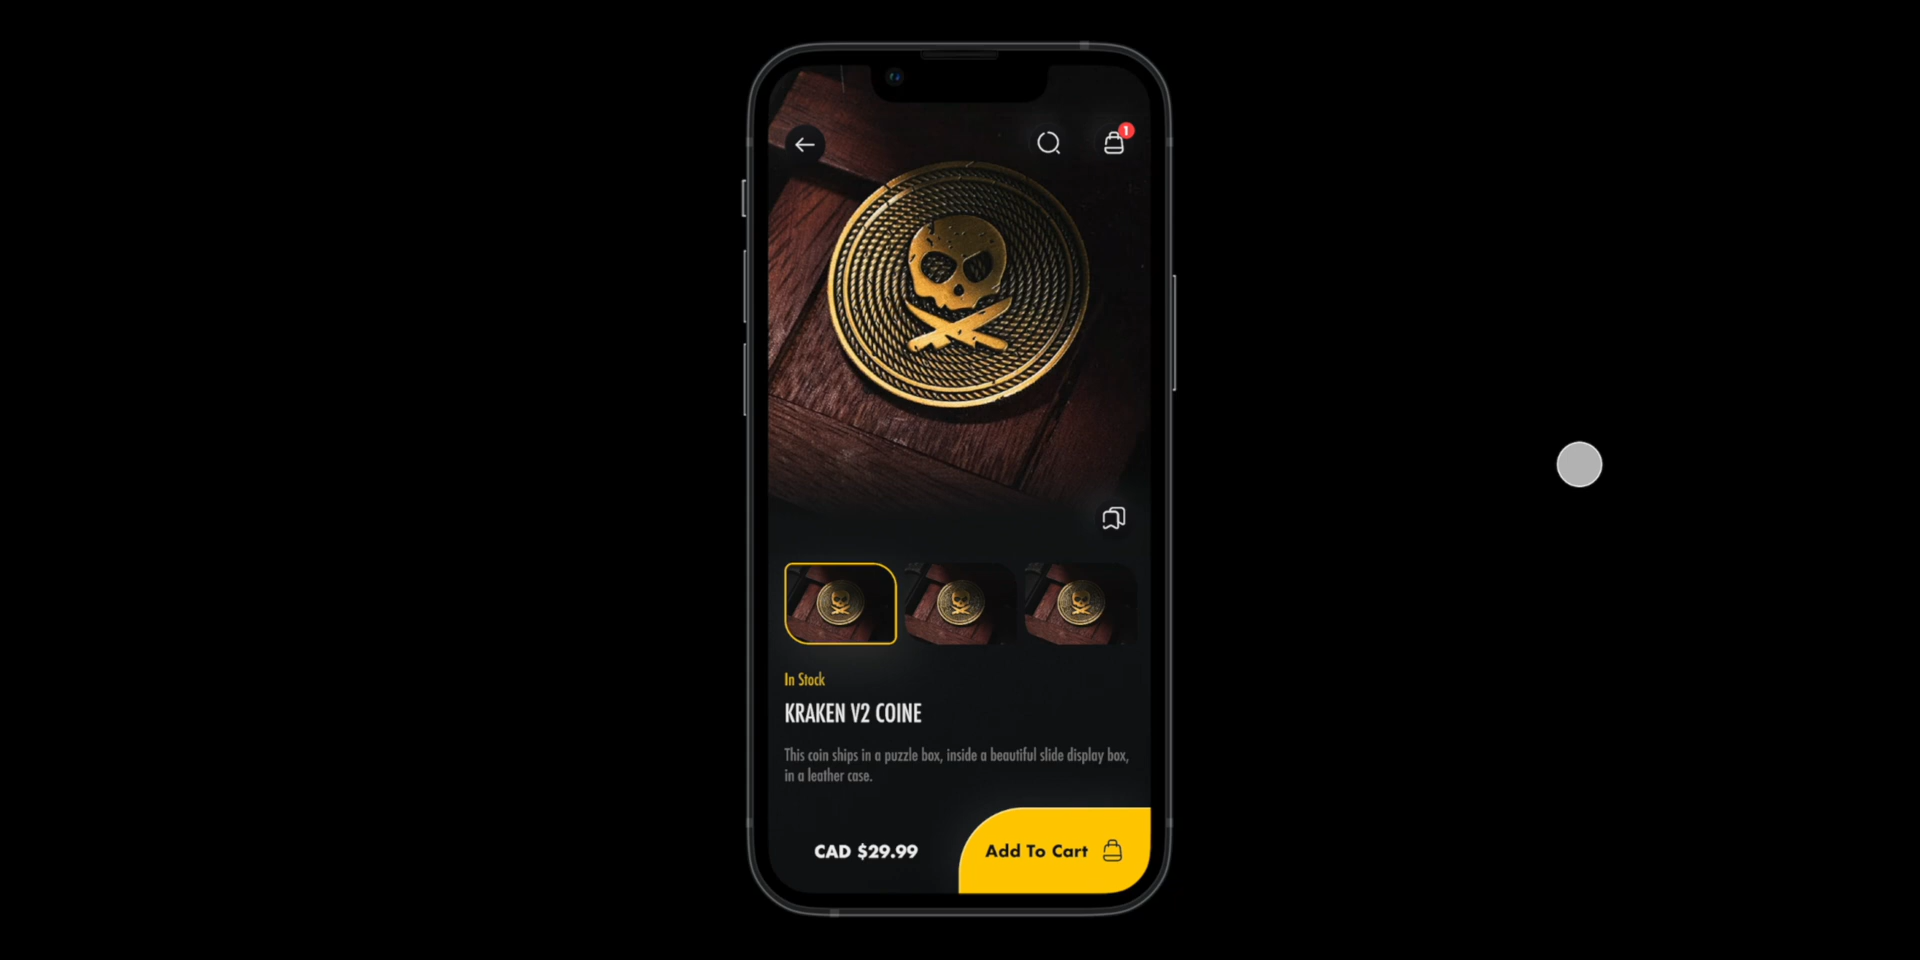 1
In Stock
KRAKEN V2 COINE
This coin ships in a puzzle box, inside a beautiful slide display box,
in a leather case.
CAD $29.99
Add To Cart